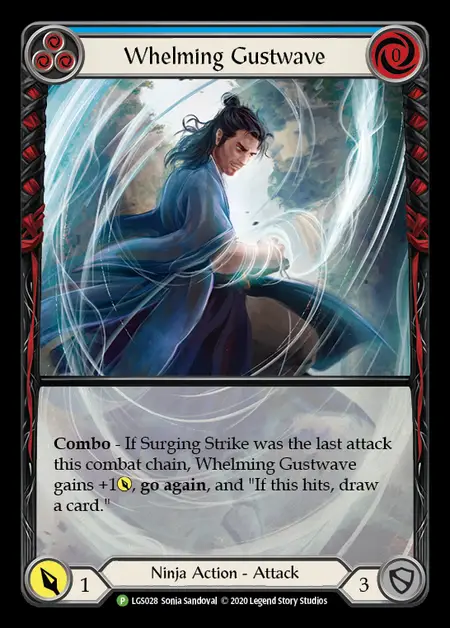 Whelming Gustwave
0
Combo - If Surging Strike was the last attack
this combat chain, Whelming Gustwave
gains +1, go again, and "If this hits, draw
a card."
1
Ninja Action - Attack
3
P LGS028 Sonia Sandoval © 2020 Legend Story Studios